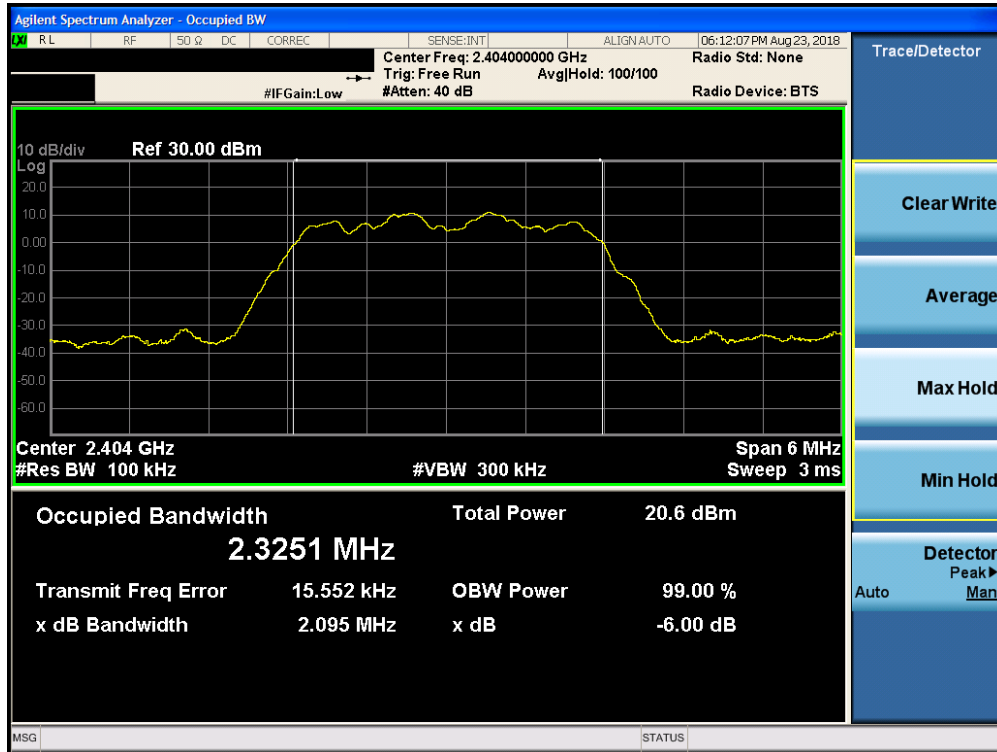 Agilent Spectrum Analyzer - Occupied BW
LXI RL RF 50 Ω DC CORREC SENSE:INT ALIGN AUTO 06:12:07 PM Aug 23, 2018
Center Freq: 2.404000000 GHz Radio Std: None
Trig: Free Run Avg|Hold: 100/100
#IFGain:Low #Atten: 40 dB Radio Device: BTS
10 dB/div Ref 30.00 dBm
Log
20.0
10.0
0.00
-10.0
-20.0
-30.0
-40.0
-50.0
-60.0
Center 2.404 GHz Span 6 MHz
#Res BW 100 kHz #VBW 300 kHz Sweep 3 ms
Occupied Bandwidth Total Power 20.6 dBm
2.3251 MHz
Transmit Freq Error 15.552 kHz OBW Power 99.00 %
x dB Bandwidth 2.095 MHz x dB -6.00 dB
MSG STATUS
Trace/Detector
Clear Write
Average
Max Hold
Min Hold
Detector
Peak▶
Auto Man